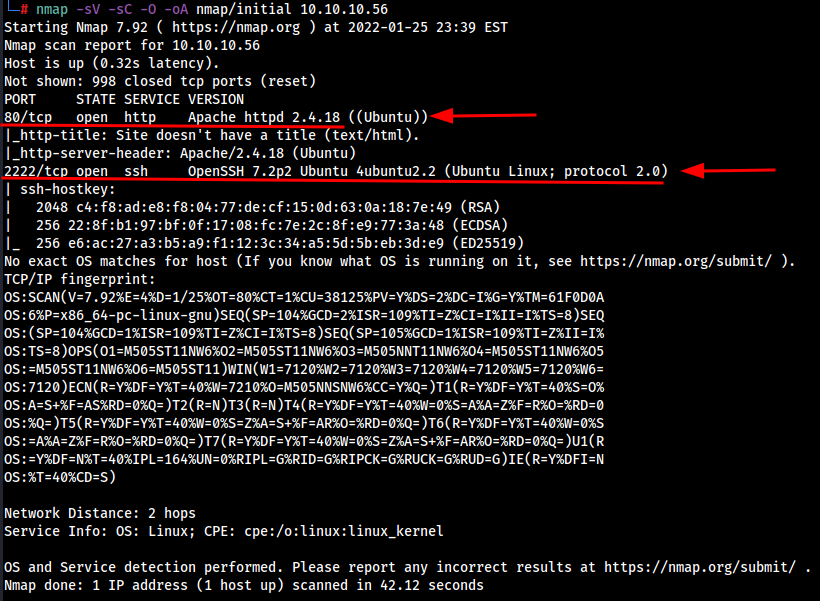 └─# nmap -sV -sC -O -oA nmap/initial 10.10.10.56
Starting Nmap 7.92 ( https://nmap.org ) at 2022-01-25 23:39 EST
Nmap scan report for 10.10.10.56
Host is up (0.32s latency).
Not shown: 998 closed tcp ports (reset)
PORT     STATE SERVICE VERSION
80/tcp   open  http    Apache httpd 2.4.18 ((Ubuntu))
|_http-title: Site doesn't have a title (text/html).
|_http-server-header: Apache/2.4.18 (Ubuntu)
2222/tcp open  ssh     OpenSSH 7.2p2 Ubuntu 4ubuntu2.2 (Ubuntu Linux; protocol 2.0)
| ssh-hostkey:
|   2048 c4:f8:ad:e8:f8:04:77:de:cf:15:0d:63:0a:18:7e:49 (RSA)
|   256 22:8f:b1:97:bf:0f:17:08:fc:7e:2c:8f:e9:77:3a:48 (ECDSA)
|_  256 e6:ac:27:a3:b5:a9:f1:12:3c:34:a5:5d:5b:eb:3d:e9 (ED25519)
No exact OS matches for host (If you know what OS is running on it, see https://nmap.org/submit/ ).
TCP/IP fingerprint:
OS:SCAN(V=7.92%E=4%D=1/25%OT=80%CT=1%CU=38125%PV=Y%DS=2%DC=I%G=Y%TM=61F0D0A
OS:6%P=x86_64-pc-linux-gnu)SEQ(SP=104%GCD=2%ISR=109%TI=Z%CI=I%II=I%TS=8)SEQ
OS:(SP=104%GCD=1%ISR=109%TI=Z%CI=I%TS=8)SEQ(SP=105%GCD=1%ISR=109%TI=Z%II=I%
OS:TS=8)OPS(O1=M505ST11NW6%O2=M505ST11NW6%O3=M505NNT11NW6%O4=M505ST11NW6%O5
OS:=M505ST11NW6%O6=M505ST11)WIN(W1=7120%W2=7120%W3=7120%W4=7120%W5=7120%W6=
OS:7120)ECN(R=Y%DF=Y%T=40%W=7210%O=M505NNSNW6%CC=Y%Q=)T1(R=Y%DF=Y%T=40%S=O%
OS:A=S+%F=AS%RD=0%Q=)T2(R=N)T3(R=N)T4(R=Y%DF=Y%T=40%W=0%S=A%A=Z%F=R%O=%RD=0
OS:%Q=)T5(R=Y%DF=Y%T=40%W=0%S=Z%A=S+%F=AR%O=%RD=0%Q=)T6(R=Y%DF=Y%T=40%W=0%S
OS:=A%A=Z%F=R%O=%RD=0%Q=)T7(R=Y%DF=Y%T=40%W=0%S=Z%A=S+%F=AR%O=%RD=0%Q=)U1(R
OS:=Y%DF=N%T=40%IPL=164%UN=0%RIPL=G%RID=G%RIPCK=G%RUCK=G%RUD=G)IE(R=Y%DFI=N
OS:%T=40%CD=S)
Network Distance: 2 hops
Service Info: OS: Linux; CPE: cpe:/o:linux:linux_kernel
OS and Service detection performed. Please report any incorrect results at https://nmap.org/submit/ .
Nmap done: 1 IP address (1 host up) scanned in 42.12 seconds